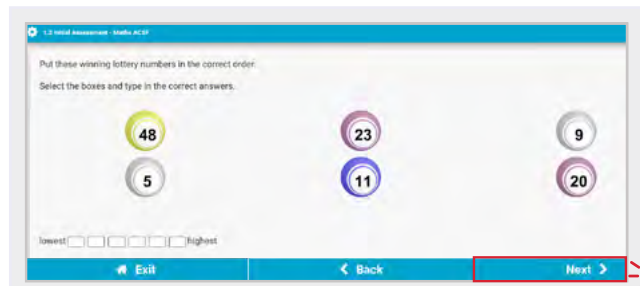 1.2 Initial Assessment - Maths ACSF
Put these winning lottery numbers in the correct order.
Select the boxes and type in the correct answers.
48 23 9
5 11 20
lowest highest
Exit Back Next